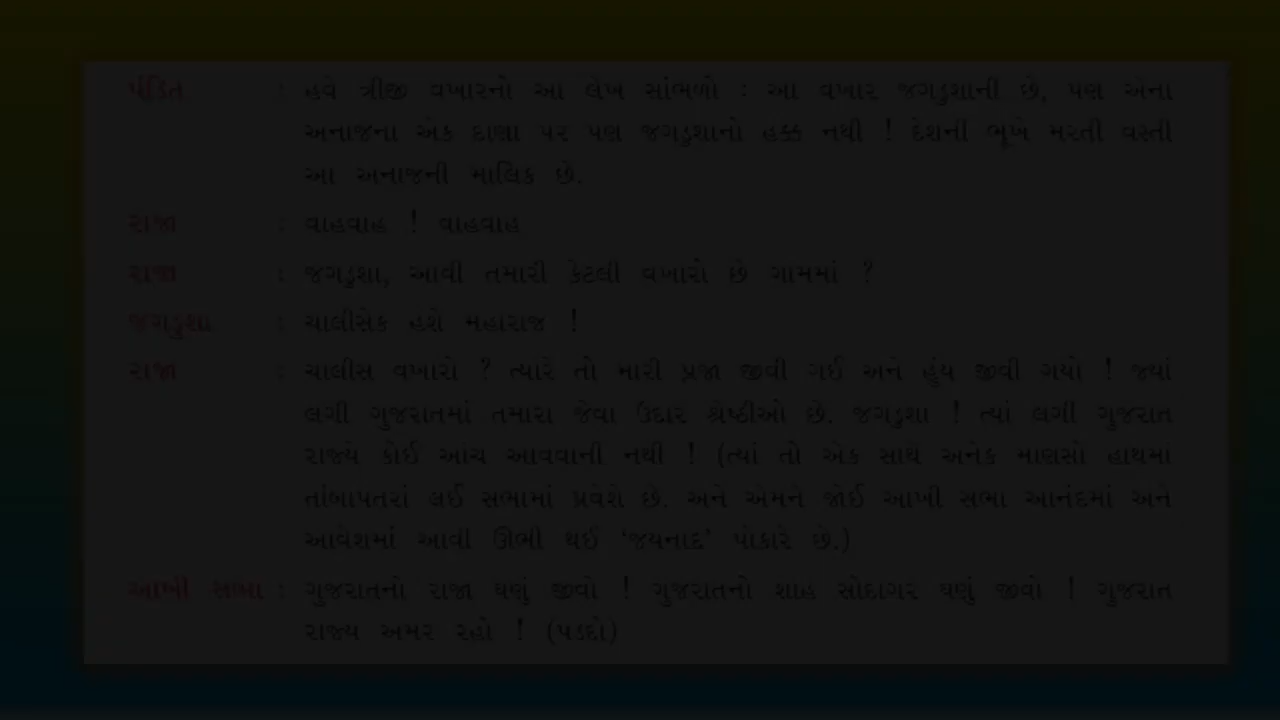 પંડિત : હવે ત્રીજી વખારનો આ લેખ સાંભળો : આ વખાર જગડુશાની છે, પણ એના
અનાજના એક દાણા પર પણ જગડુશાનો હક્ક નથી ! દેશની ભૂખે મરતી વસ્તી
આ અનાજની માલિક છે.
રાજા : વાહવાહ ! વાહવાહ
રાજા : જગડુશા, આવી તમારી કેટલી વખારો છે ગામમાં ?
જગડુશા : ચાલીસેક હશે મહારાજ !
રાજા : ચાલીસ વખારો ? ત્યારે તો મારી પ્રજા જીવી ગઈ અને હુંય જીવી ગયો ! જ્યાં
લગી ગુજરાતમાં તમારા જેવા ઉદાર શ્રેષ્ઠીઓ છે. જગડુશા ! ત્યાં લગી ગુજરાત
રાજ્યે કોઈ આંચ આવવાની નથી ! (ત્યાં તો એક સાથે અનેક માણસો હાથમાં
તાંબાપતરાં લઈ સભામાં પ્રવેશે છે. અને એમને જોઈ આખી સભા આનંદમાં અને
આવેશમાં આવી ઊભી થઈ ‘જયનાદ’ પોકારે છે.)
આખી સભા : ગુજરાતનો રાજા ઘણું જીવો ! ગુજરાતનો શાહ સોદાગર ઘણું જીવો ! ગુજરાત
રાજ્ય અમર રહો ! (પડદો)